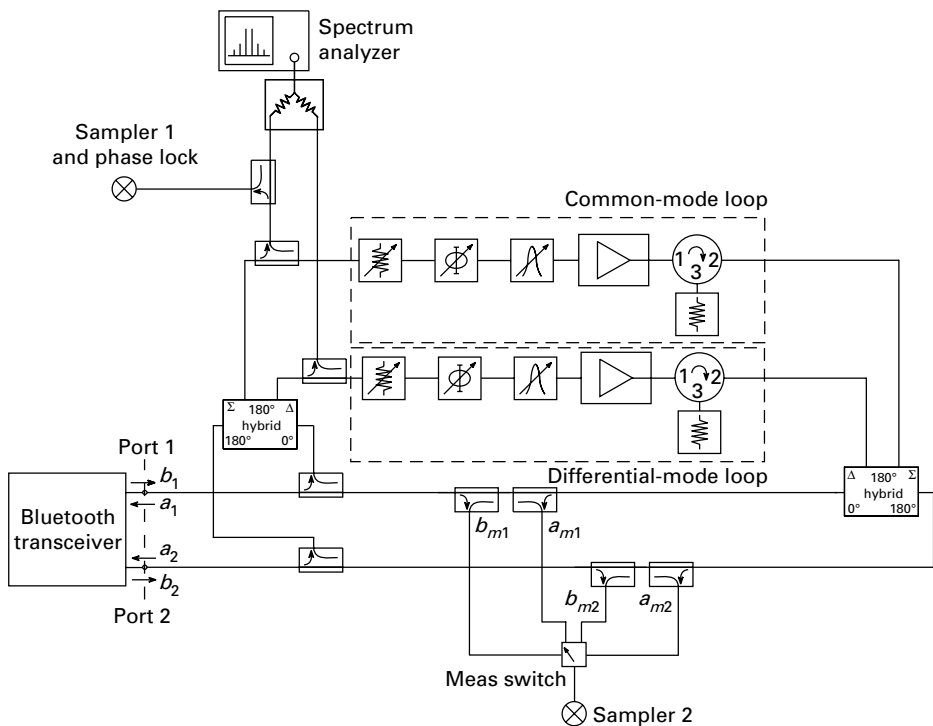 Spectrum
analyzer
Sampler 1
and phase lock
Common-mode loop
Φ
1 2
3
Φ
1 2
3
Σ 180° Δ
hybrid
180° 0°
Differential-mode loop
Port 1
b1
a1
Bluetooth
transceiver
a2
b2
Port 2
Δ 180° Σ
hybrid
0° 180°
bm1
am1
bm2
am2
Meas switch
Sampler 2